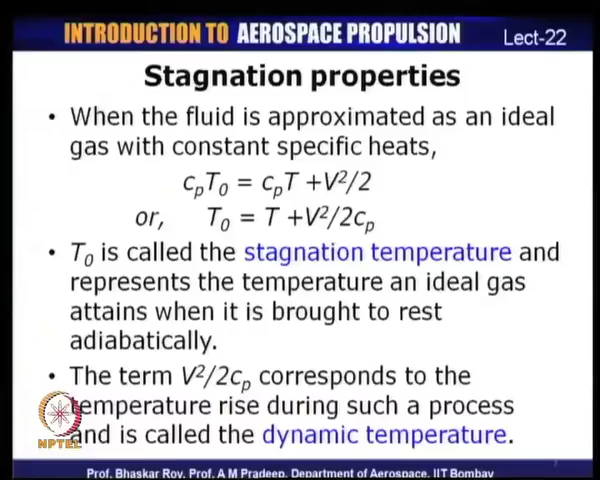 INTRODUCTION TO AEROSPACE PROPULSION Lect-22
Stagnation properties
• When the fluid is approximated as an ideal
gas with constant specific heats,
cₚT₀ = cₚT +V²/2
or, T₀ = T +V²/2cₚ
• T₀ is called the stagnation temperature and
represents the temperature an ideal gas
attains when it is brought to rest
adiabatically.
• The term V²/2cₚ corresponds to the
temperature rise during such a process
and is called the dynamic temperature.
NPTEL
Prof. Bhaskar Roy, Prof. A M Pradeep, Department of Aerospace, IIT Bombay